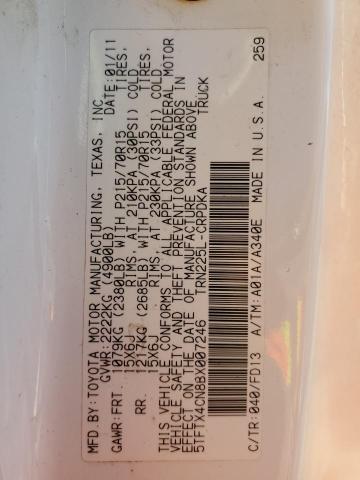 MFD.BY:TOYOTA MOTOR MANUFACTURING, TEXAS, INC.
GVWR:2222KG (4900LB) DATE:01/11
GAWR:FRT. 1079KG (2380LB) WITH P215/70R15 TIRES,
15X6J RIMS, AT 210KPA (30PSI) COLD
RR. 1217KG (2685LB) WITH P215/70R15 TIRES,
15X6J RIMS, AT 230KPA (33PSI) COLD
THIS VEHICLE CONFORMS TO ALL APPLICABLE FEDERAL MOTOR
VEHICLE SAFETY AND THEFT PREVENTION STANDARDS IN
EFFECT ON THE DATE OF MANUFACTURE SHOWN ABOVE
5TFTX4CN8BX007246 TRUCK
TRN225L-CRPDKA
C/TR:040/FD13 A/TM:A01A/A340E MADE IN U.S.A. 259